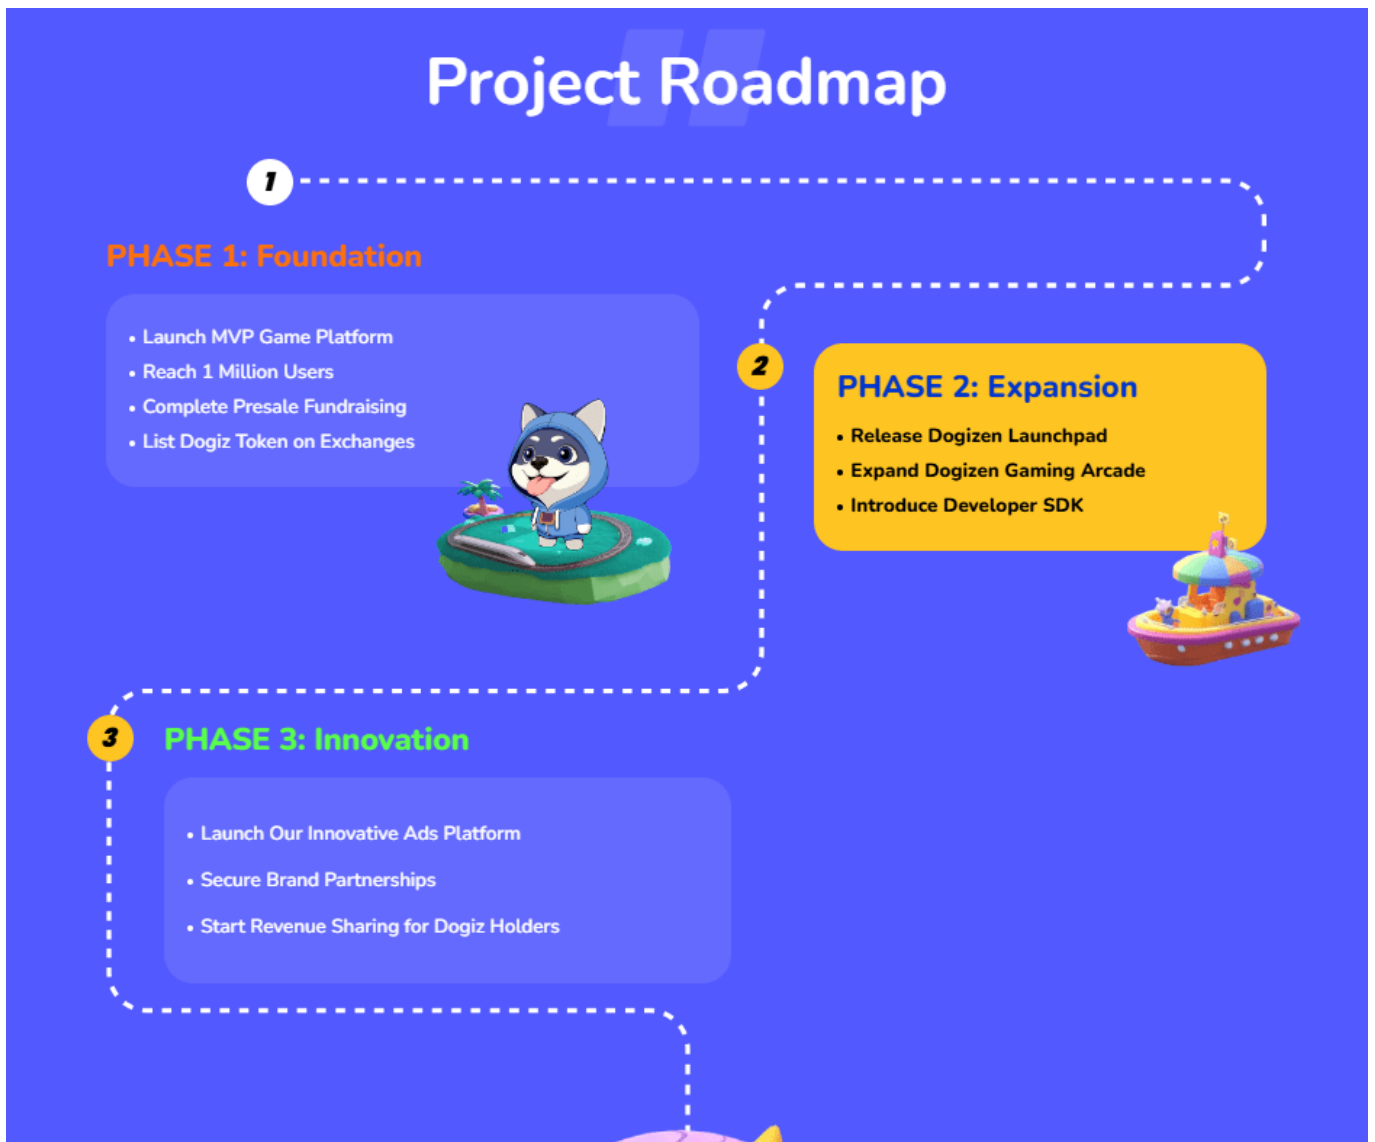 Project Roadmap
1
PHASE 1: Foundation
• Launch MVP Game Platform
• Reach 1 Million Users
• Complete Presale Fundraising
• List Dogiz Token on Exchanges
2
PHASE 2: Expansion
• Release Dogizen Launchpad
• Expand Dogizen Gaming Arcade
• Introduce Developer SDK
3
PHASE 3: Innovation
• Launch Our Innovative Ads Platform
• Secure Brand Partnerships
• Start Revenue Sharing for Dogiz Holders